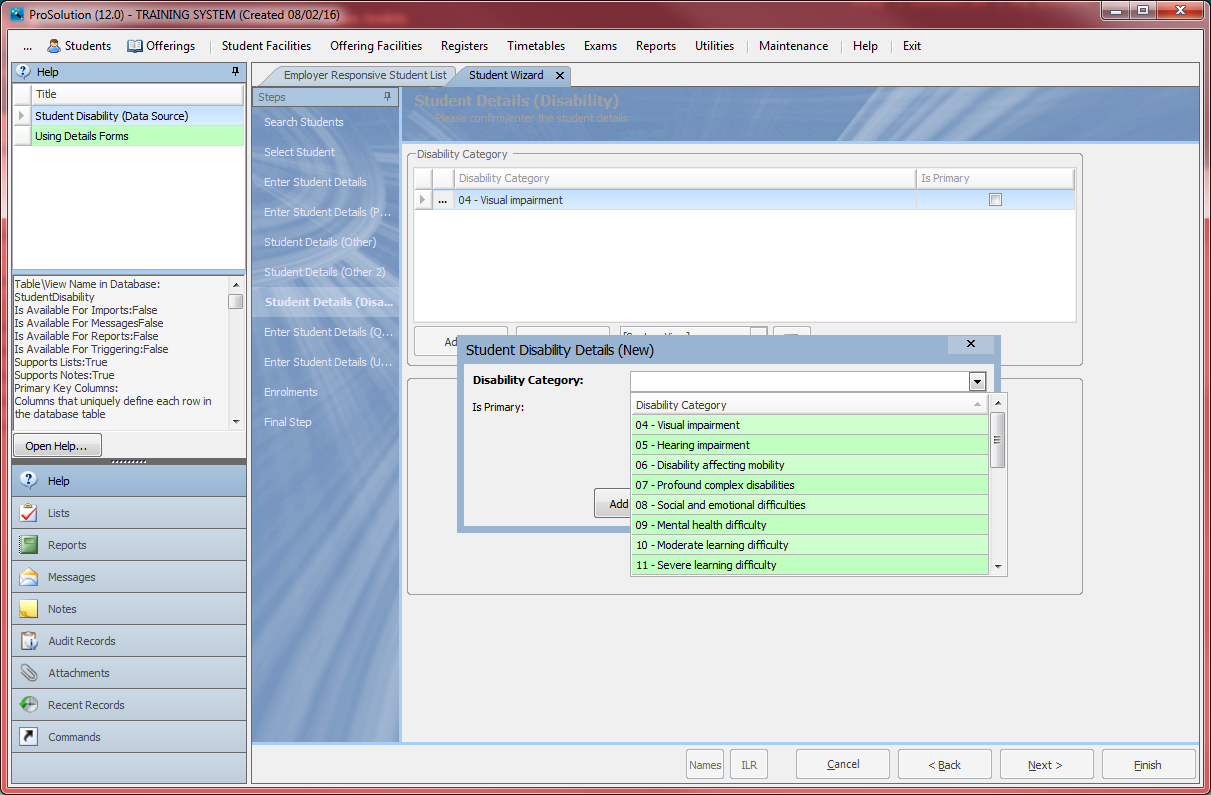 ProSolution (12.0) - TRAINING SYSTEM (Created 08/02/16)
... Students Offerings Student Facilities Offering Facilities Registers Timetables Exams Reports Utilities Maintenance Help Exit
Help
Title
Student Disability (Data Source)
Using Details Forms
Table\View Name in Database:
StudentDisability
Is Available For Imports:False
Is Available For MessagesFalse
Is Available For Reports:False
Is Available For Triggering:False
Supports Lists:True
Supports Notes:True
Primary Key Columns:
Columns that uniquely define each row in
the database table
Open Help...
Help
Lists
Reports
Messages
Notes
Audit Records
Attachments
Recent Records
Commands
Employer Responsive Student List
Student Wizard
Steps
Search Students
Select Student
Enter Student Details
Enter Student Details (P...
Student Details (Other)
Student Details (Other 2)
Student Details (Disa...
Enter Student Details (Q...
Enter Student Details (U...
Enrolments
Final Step
Student Details (Disability)
Please confirm/enter the student details
Disability Category
Disability Category Is Primary
... 04 - Visual impairment
Student Disability Details (New)
Disability Category:
Is Primary:
Add
Disability Category
04 - Visual impairment
05 - Hearing impairment
06 - Disability affecting mobility
07 - Profound complex disabilities
08 - Social and emotional difficulties
09 - Mental health difficulty
10 - Moderate learning difficulty
11 - Severe learning difficulty
Names ILR Cancel < Back Next > Finish